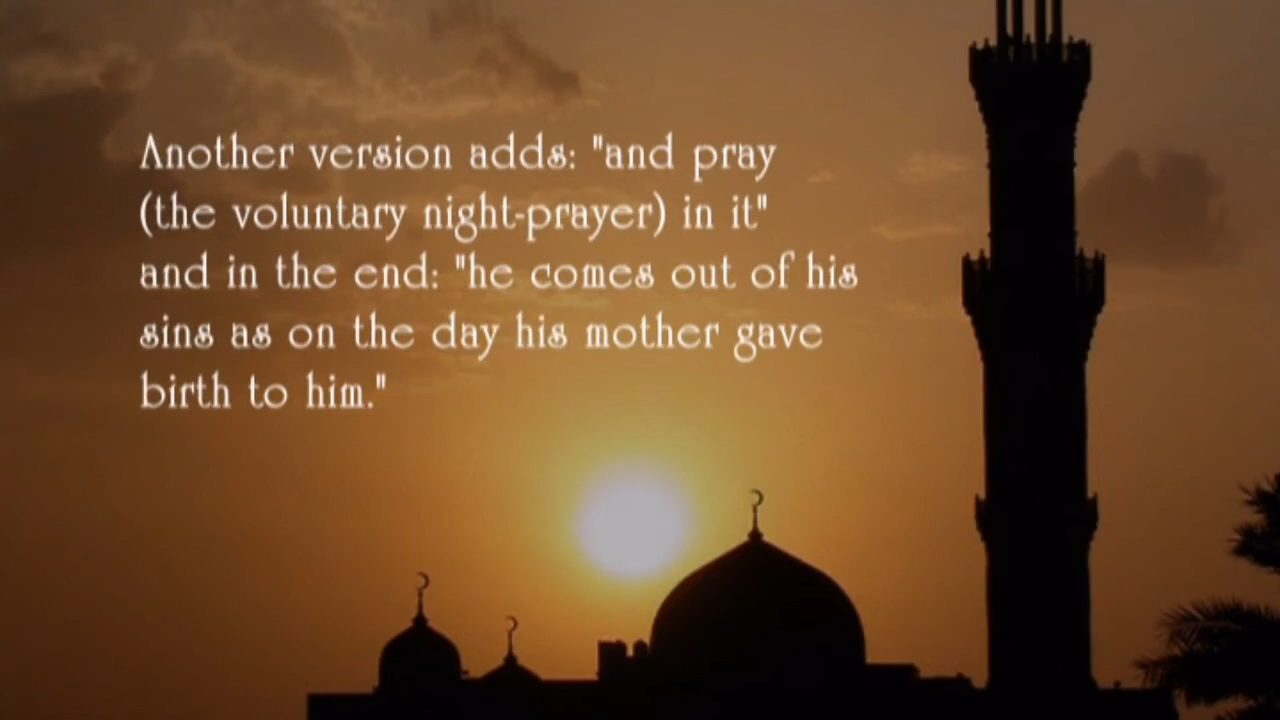 Another version adds: "and pray
(the voluntary night-prayer) in it"
and in the end: "he comes out of his
sins as on the day his mother gave
birth to him."